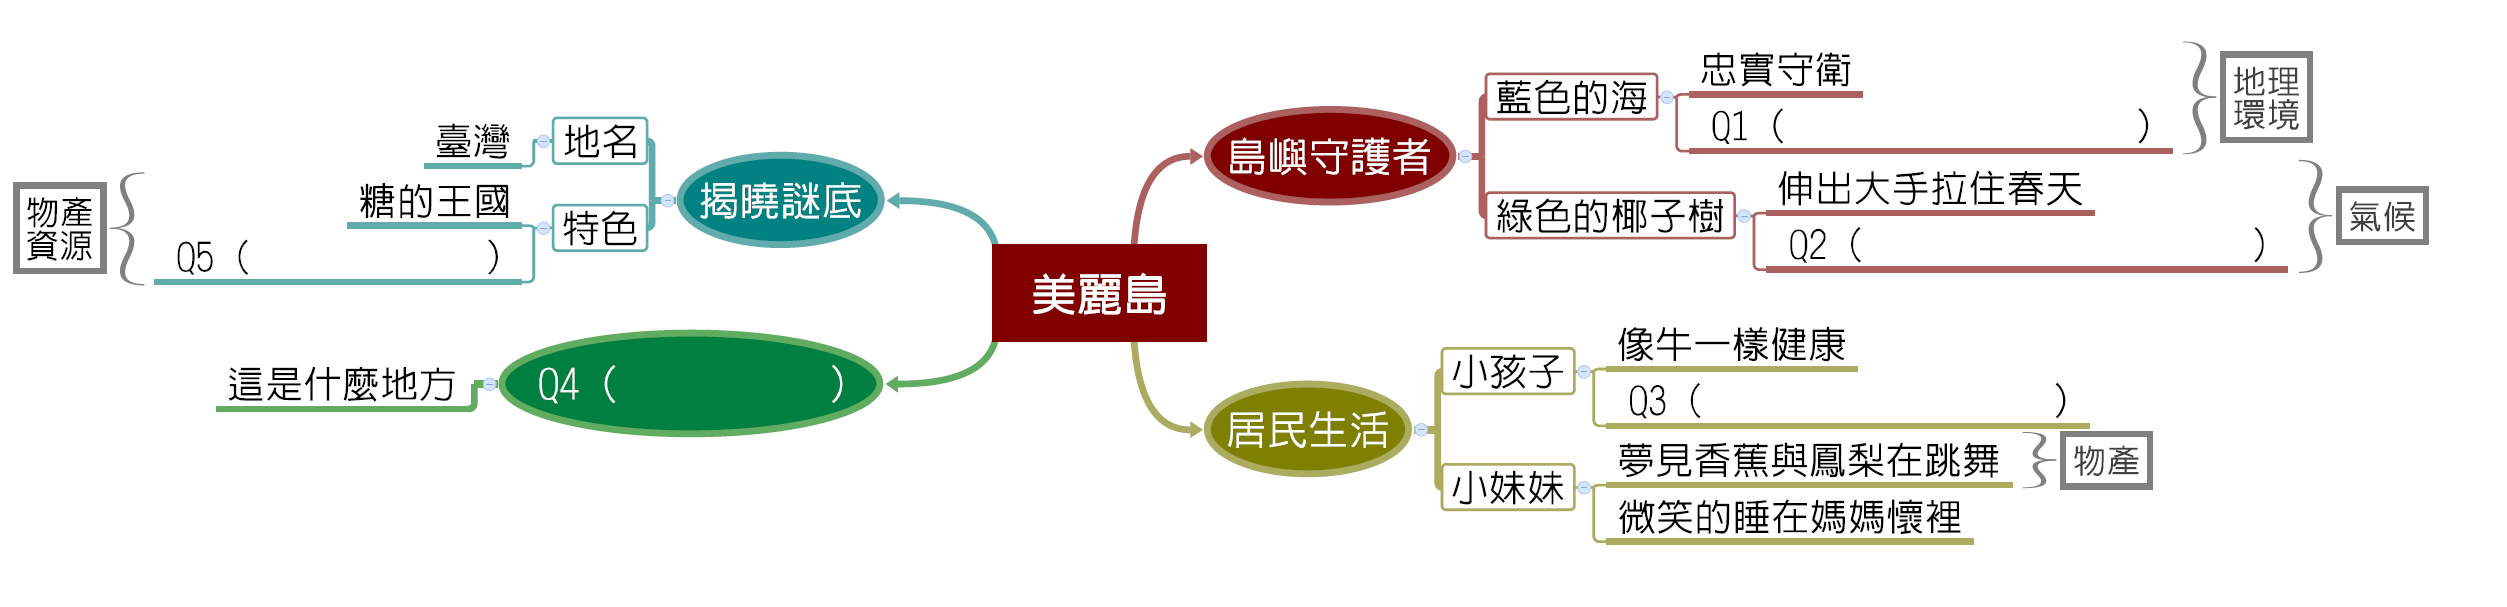 美麗島
島嶼守護者
藍色的海
忠實守衛
01（　　　　　　　　　）
地理
環境
綠色的椰子樹
伸出大手拉住春天
02（　　　　　　　　　　）
氣候
居民生活
小孩子
像牛一樣健康
03（　　　　　　　　　）
小妹妹
夢見香蕉與鳳梨在跳舞
物產
微笑的睡在媽媽懷裡
04（　　　　　　）
這是什麼地方
揭曉謎底
地名
臺灣
特色
糖的王國
05（　　　　　　）
物產
資源